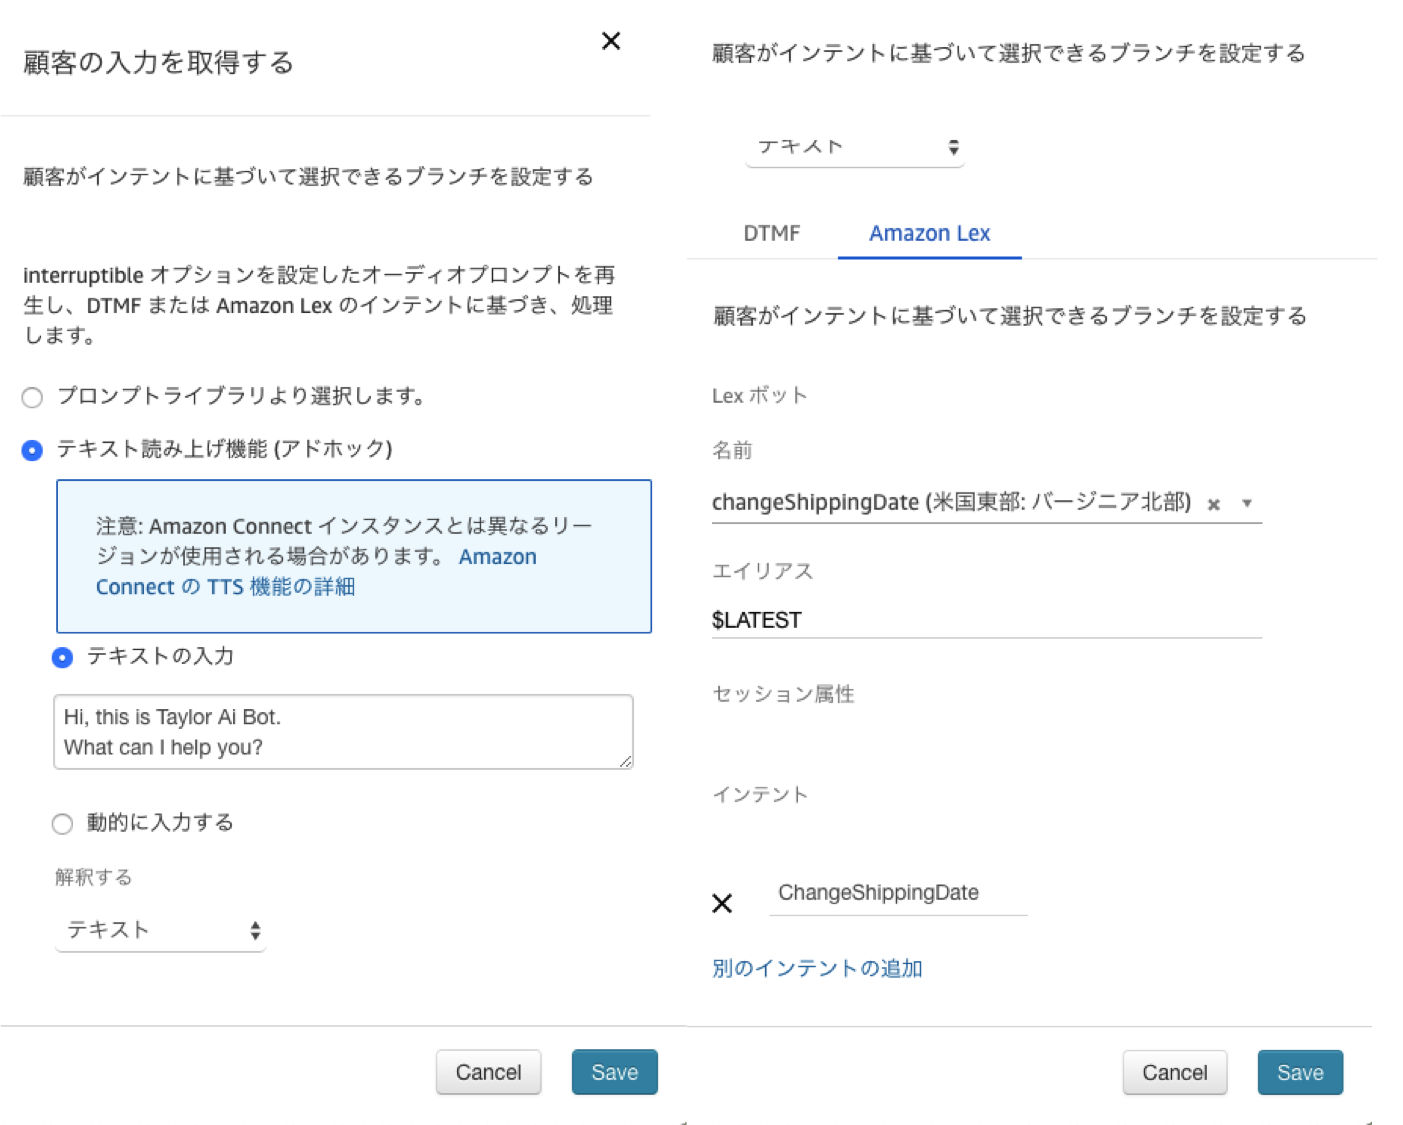 顧客の入力を取得する
顧客がインテントに基づいて選択できるブランチを設定する
interruptible オプションを設定したオーディオプロンプトを再
生し、DTMF または Amazon Lex のインテントに基づき、処理
します。
プロンプトライブラリより選択します。
テキスト読み上げ機能 (アドホック)
注意: Amazon Connect インスタンスとは異なるリー
ジョンが使用される場合があります。 Amazon
Connect の TTS 機能の詳細
テキストの入力
Hi, this is Taylor Ai Bot.
What can I help you?
動的に入力する
解釈する
テキスト
Cancel
Save
顧客がインテントに基づいて選択できるブランチを設定する
テキスト
DTMF
Amazon Lex
顧客がインテントに基づいて選択できるブランチを設定する
Lex ボット
名前
changeShippingDate (米国東部: バージニア北部)
エイリアス
$LATEST
セッション属性
インテント
ChangeShippingDate
別のインテントの追加
Cancel
Save